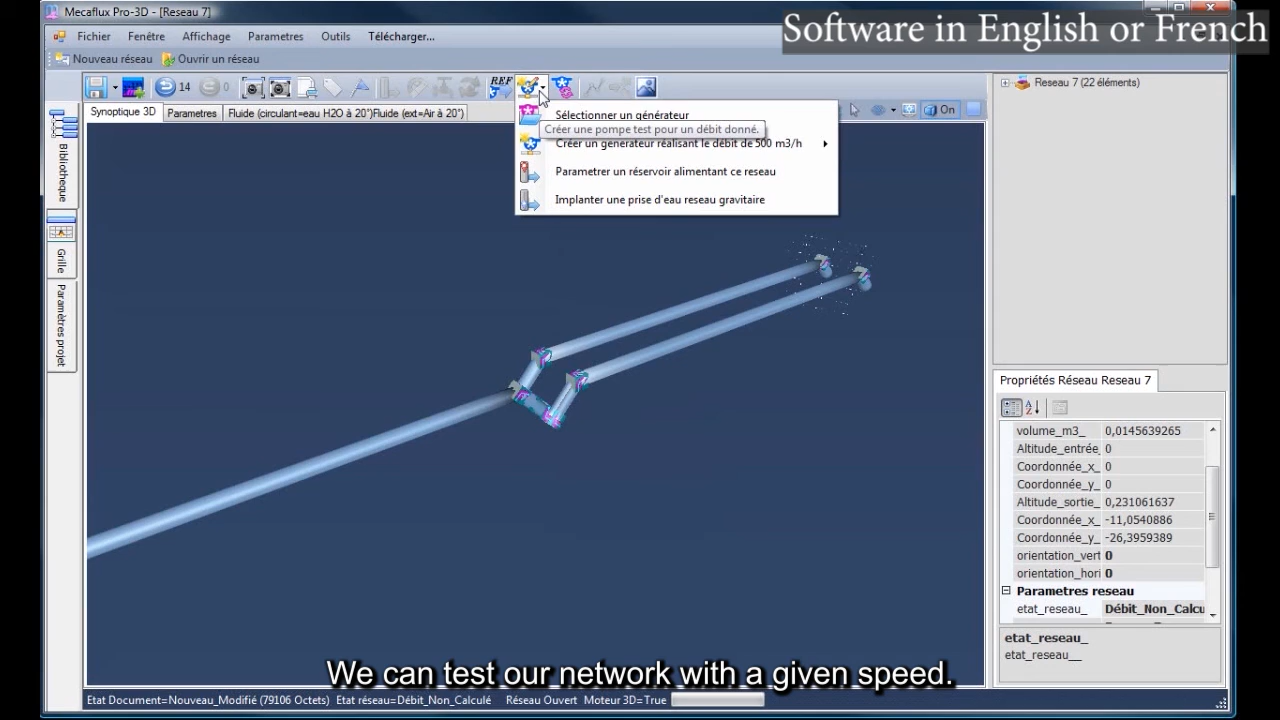 Mecaflux Pro-3D - [Reseau 7]
Software in English or French
Fichier Fenêtre Affichage Parametres Outils Télécharger...
Nouveau réseau Ouvrir un réseau
14 0 REF
Synoptique 3D Parametres Fluide (circulant=eau H2O à 20°)Fluide (ext=Air à 20°) On
Reseau 7 (22 éléments)
Sélectionner un générateur
Créer une pompe test pour un débit donné.
Créer un generateur réalisant le débit de 500 m3/h
Parametrer un réservoir alimentant ce reseau
Implanter une prise d'eau reseau gravitaire
Bibliotheque
Grille
Paramètres projet
Propriétés Réseau Reseau 7
volume_m3_ 0,0145639265
Altitude_entrée_ 0
Coordonnée_x_ 0
Coordonnée_y_ 0
Altitude_sortie_ 0,231061637
Coordonnée_x_ -11,0540886
Coordonnée_y_ -26,3959389
orientation_vert 0
orientation_hori 0
Parametres reseau
etat_reseau_ Débit_Non_Calcu
etat_reseau_
etat_reseau__
We can test our network with a given speed.
Etat Document=Nouveau_Modifié (79106 Octets) Etat réseau=Débit_Non_Calculé Réseau Ouvert Moteur 3D=True